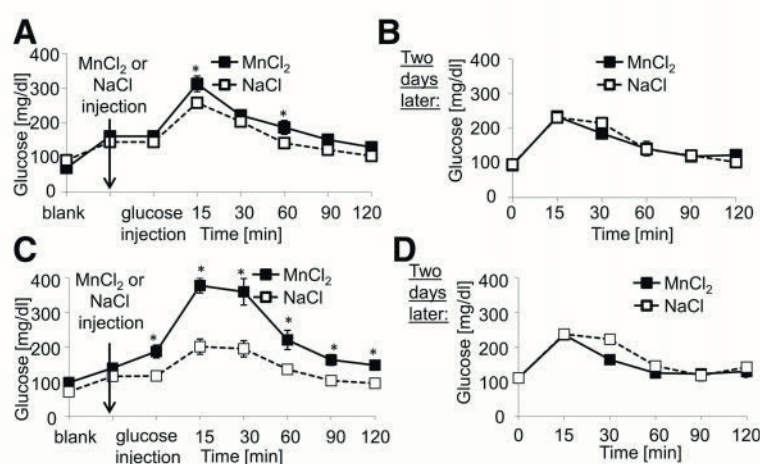 A
MnCl₂ or
NaCl
injection
MnCl₂
NaCl
Glucose [mg/dl]
400
300
200
100
0
*
*
blank
glucose
injection
15
30
60
90
120
Time [min]
B
Two
days
later:
MnCl₂
NaCl
Glucose [mg/dl]
400
300
200
100
0
0
15
30
60
90
120
Time [min]
C
MnCl₂ or
NaCl
injection
MnCl₂
NaCl
Glucose [mg/dl]
400
300
200
100
0
*
*
*
*
*
*
blank
glucose
injection
15
30
60
90
120
Time [min]
D
Two
days
later:
MnCl₂
NaCl
Glucose [mg/dl]
400
300
200
100
0
0
15
30
60
90
120
Time [min]